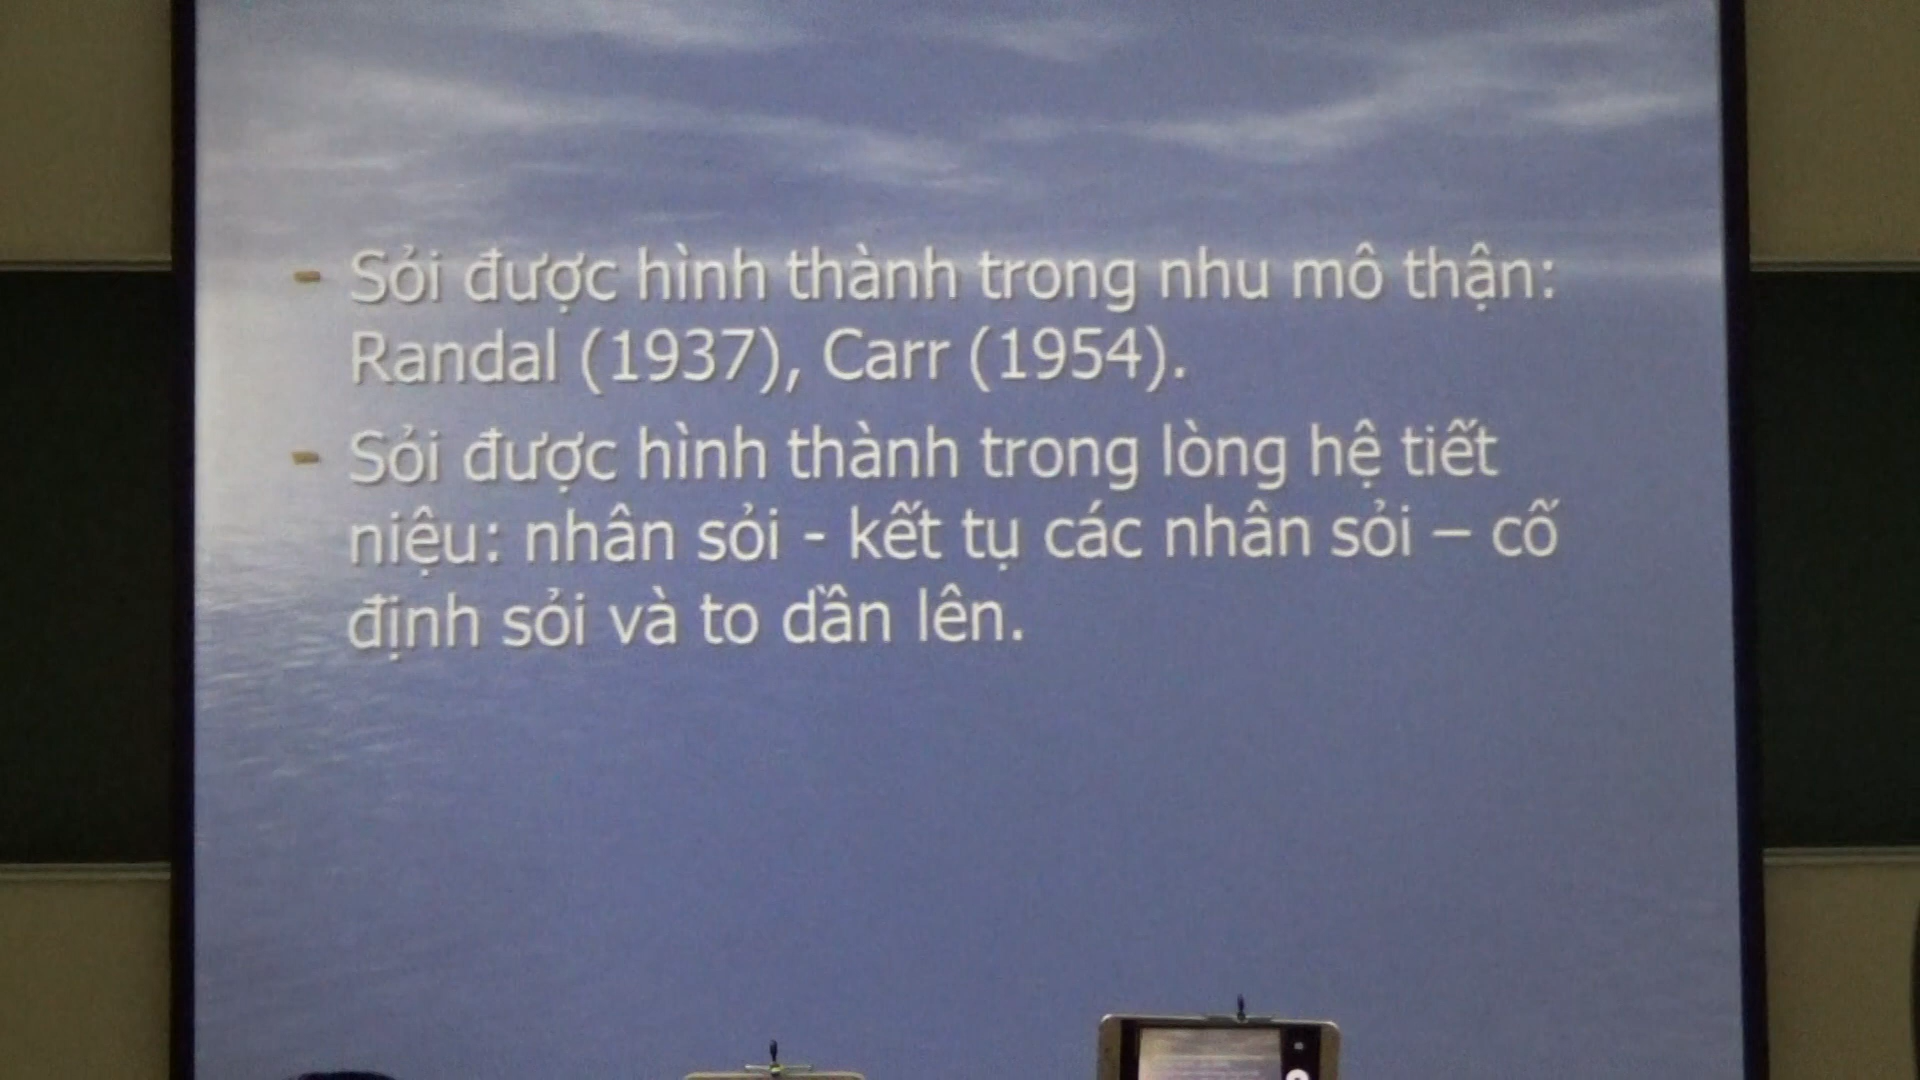 - Sỏi được hình thành trong nhu mô thận:
Randal (1937), Carr (1954).
- Sỏi được hình thành trong lòng hệ tiết
niệu: nhân sỏi - kết tụ các nhân sỏi – cố
định sỏi và to dần lên.